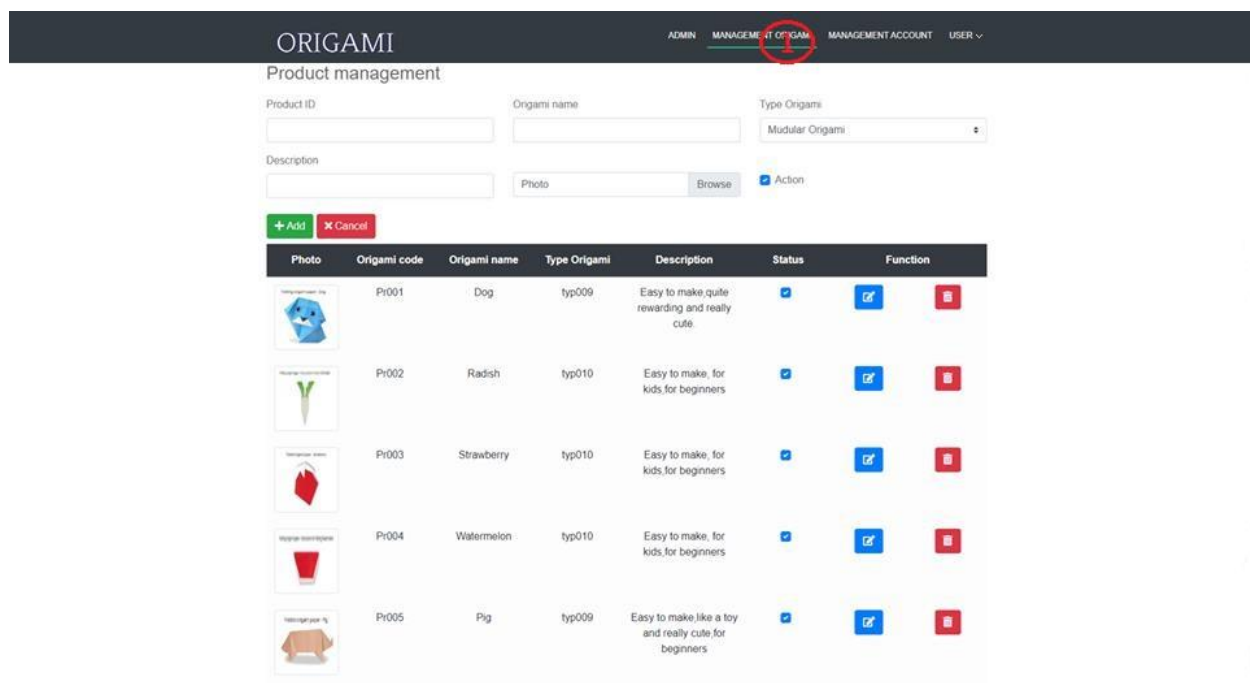 ORIGAMI
ADMIN MANAGEMENT ORIGAMI MANAGEMENT ACCOUNT USER
1
Product management
Product ID Origami name Type Origami
Mudular Origami
Description
Photo Browse Action
Add Cancel
Photo Origami code Origami name Type Origami Description Status Function
Pr001 Dog typ009 Easy to make,quite
rewarding and really
cute
Pr002 Radish typ010 Easy to make, for
kids,for beginners
Pr003 Strawberry typ010 Easy to make, for
kids,for beginners
Pr004 Watermelon typ010 Easy to make, for
kids,for beginners
Pr005 Pig typ009 Easy to make,like a toy
and really cute,for
beginners